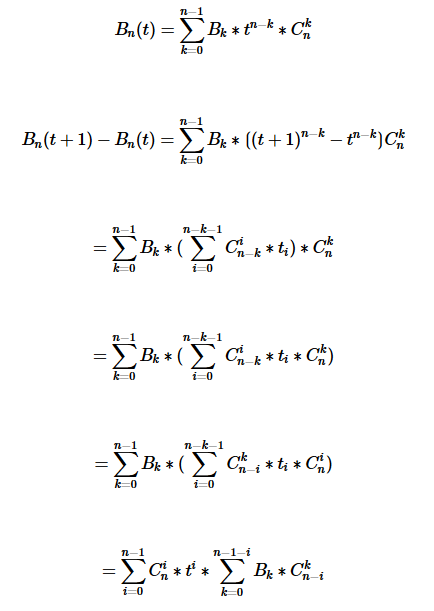 B_n(t) = \sum_{k=0}^{n-1} B_k * t^{n-k} * C_n^k
B_n(t+1) - B_n(t) = \sum_{k=0}^{n-1} B_k * ((t+1)^{n-k} - t^{n-k}) C_n^k
= \sum_{k=0}^{n-1} B_k * (\sum_{i=0}^{n-k-1} C_{n-k}^i * t_i) * C_n^k
= \sum_{k=0}^{n-1} B_k * (\sum_{i=0}^{n-k-1} C_{n-k}^i * t_i * C_n^k)
= \sum_{k=0}^{n-1} B_k * (\sum_{i=0}^{n-k-1} C_{n-i}^k * t_i * C_n^i)
= \sum_{i=0}^{n-1} C_n^i * t^i * \sum_{k=0}^{n-1-i} B_k * C_{n-i}^k